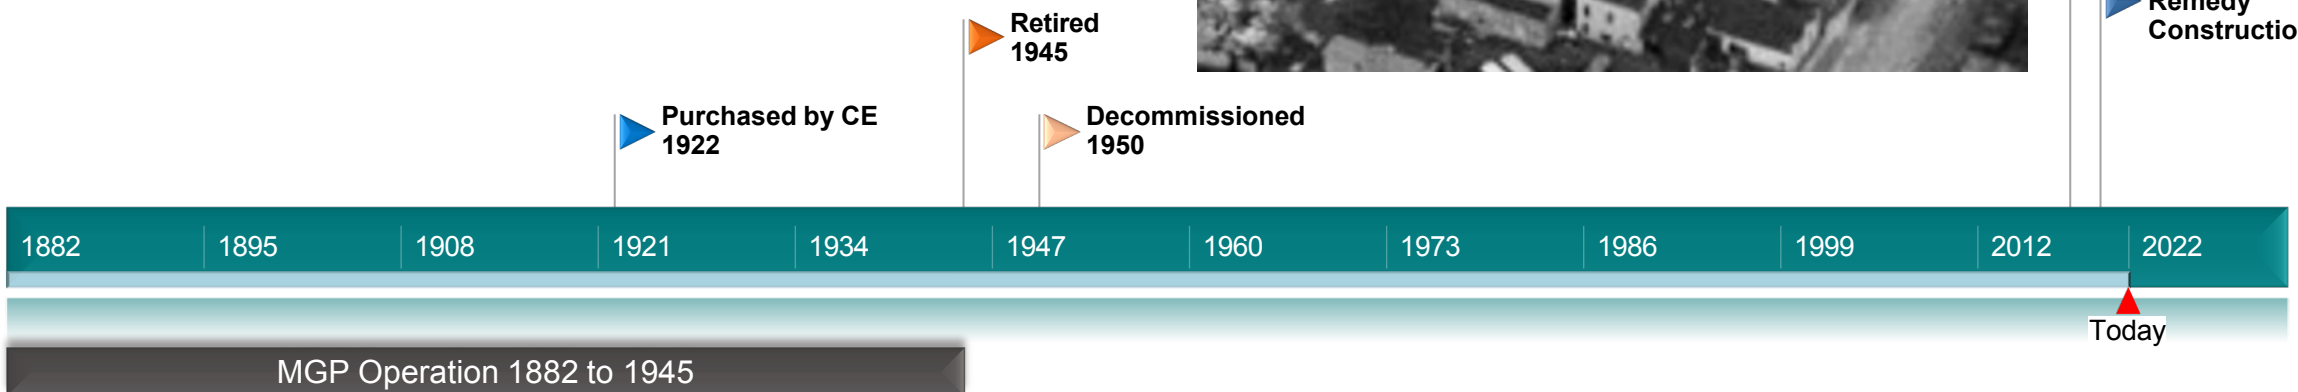 Remedy
Constructio
Retired
1945
Purchased by CE
1922
Decommissioned
1950
1882 1895 1908 1921 1934 1947 1960 1973 1986 1999 2012 2022
Today
MGP Operation 1882 to 1945